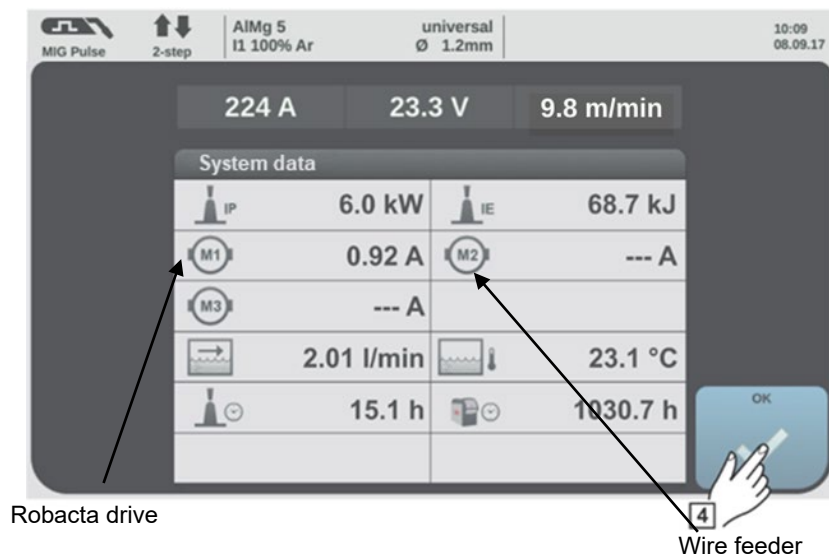 AlMg 5 universal 10:09
MIG Pulse 2-step I1 100% Ar Ø 1.2mm 08.09.17
224 A 23.3 V 9.8 m/min
System data
IP 6.0 kW IE 68.7 kJ
M1 0.92 A M2 --- A
M3 --- A
2.01 l/min 23.1 °C
15.1 h 1030.7 h
OK
4
Robacta drive
Wire feeder